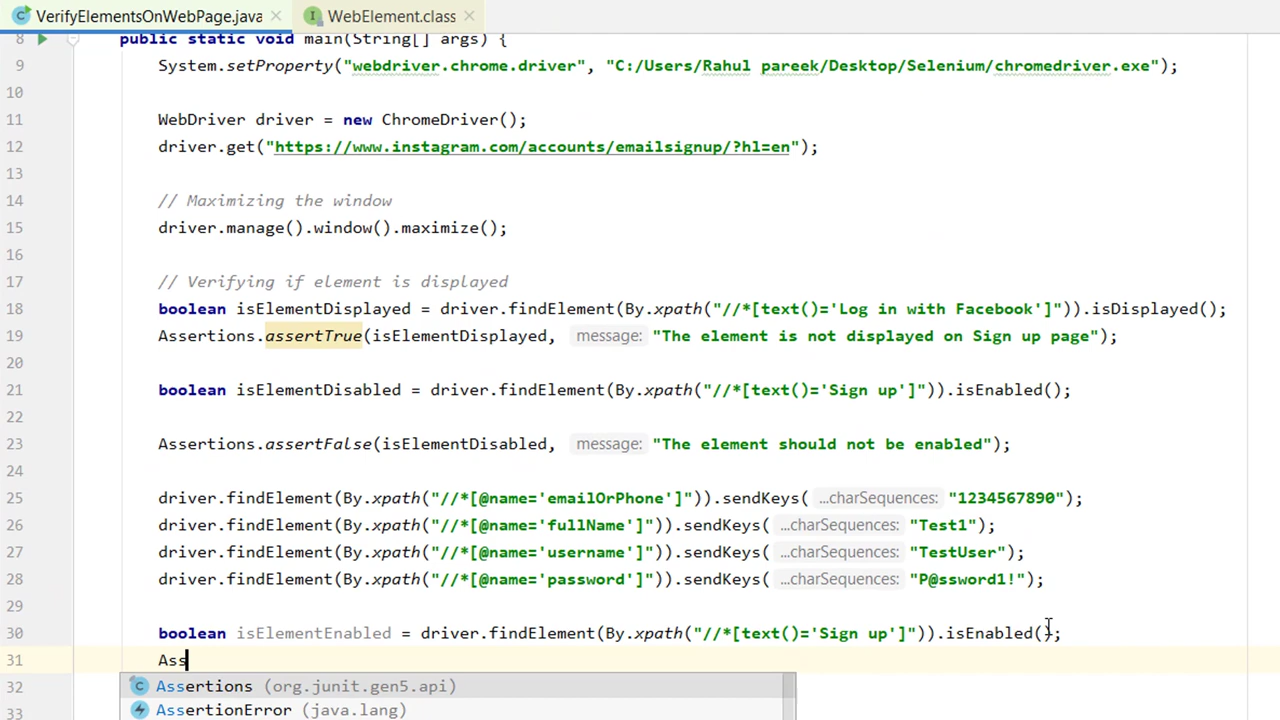 VerifyElementsOnWebPage.java WebElement.class
8 public static void main(String[] args) {
9 System.setProperty("webdriver.chrome.driver", "C:/Users/Rahul pareek/Desktop/Selenium/chromedriver.exe");
10
11 WebDriver driver = new ChromeDriver();
12 driver.get("https://www.instagram.com/accounts/emailsignup/?hl=en");
13
14 // Maximizing the window
15 driver.manage().window().maximize();
16
17 // Verifying if element is displayed
18 boolean isElementDisplayed = driver.findElement(By.xpath("//*[text()='Log in with Facebook']")).isDisplayed();
19 Assertions.assertTrue(isElementDisplayed, message: "The element is not displayed on Sign up page");
20
21 boolean isElementDisabled = driver.findElement(By.xpath("//*[text()='Sign up']")).isEnabled();
22
23 Assertions.assertFalse(isElementDisabled, message: "The element should not be enabled");
24
25 driver.findElement(By.xpath("//*[@name='emailOrPhone']")).sendKeys( ...charSequences: "1234567890");
26 driver.findElement(By.xpath("//*[@name='fullName']")).sendKeys( ...charSequences: "Test1");
27 driver.findElement(By.xpath("//*[@name='username']")).sendKeys( ...charSequences: "TestUser");
28 driver.findElement(By.xpath("//*[@name='password']")).sendKeys( ...charSequences: "P@ssword1!");
29
30 boolean isElementEnabled = driver.findElement(By.xpath("//*[text()='Sign up']")).isEnabled();
31 Ass
32 Assertions (org.junit.gen5.api)
33 AssertionError (java.lang)